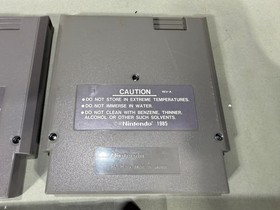 CAUTION
● DO NOT STORE IN EXTREME TEMPERATURES.
● DO NOT IMMERSE IN WATER.
● DO NOT CLEAN WITH BENZENE, THINNER,
ALCOHOL OR OTHER SUCH SOLVENTS.
©Nintendo® 1985
Nintendo